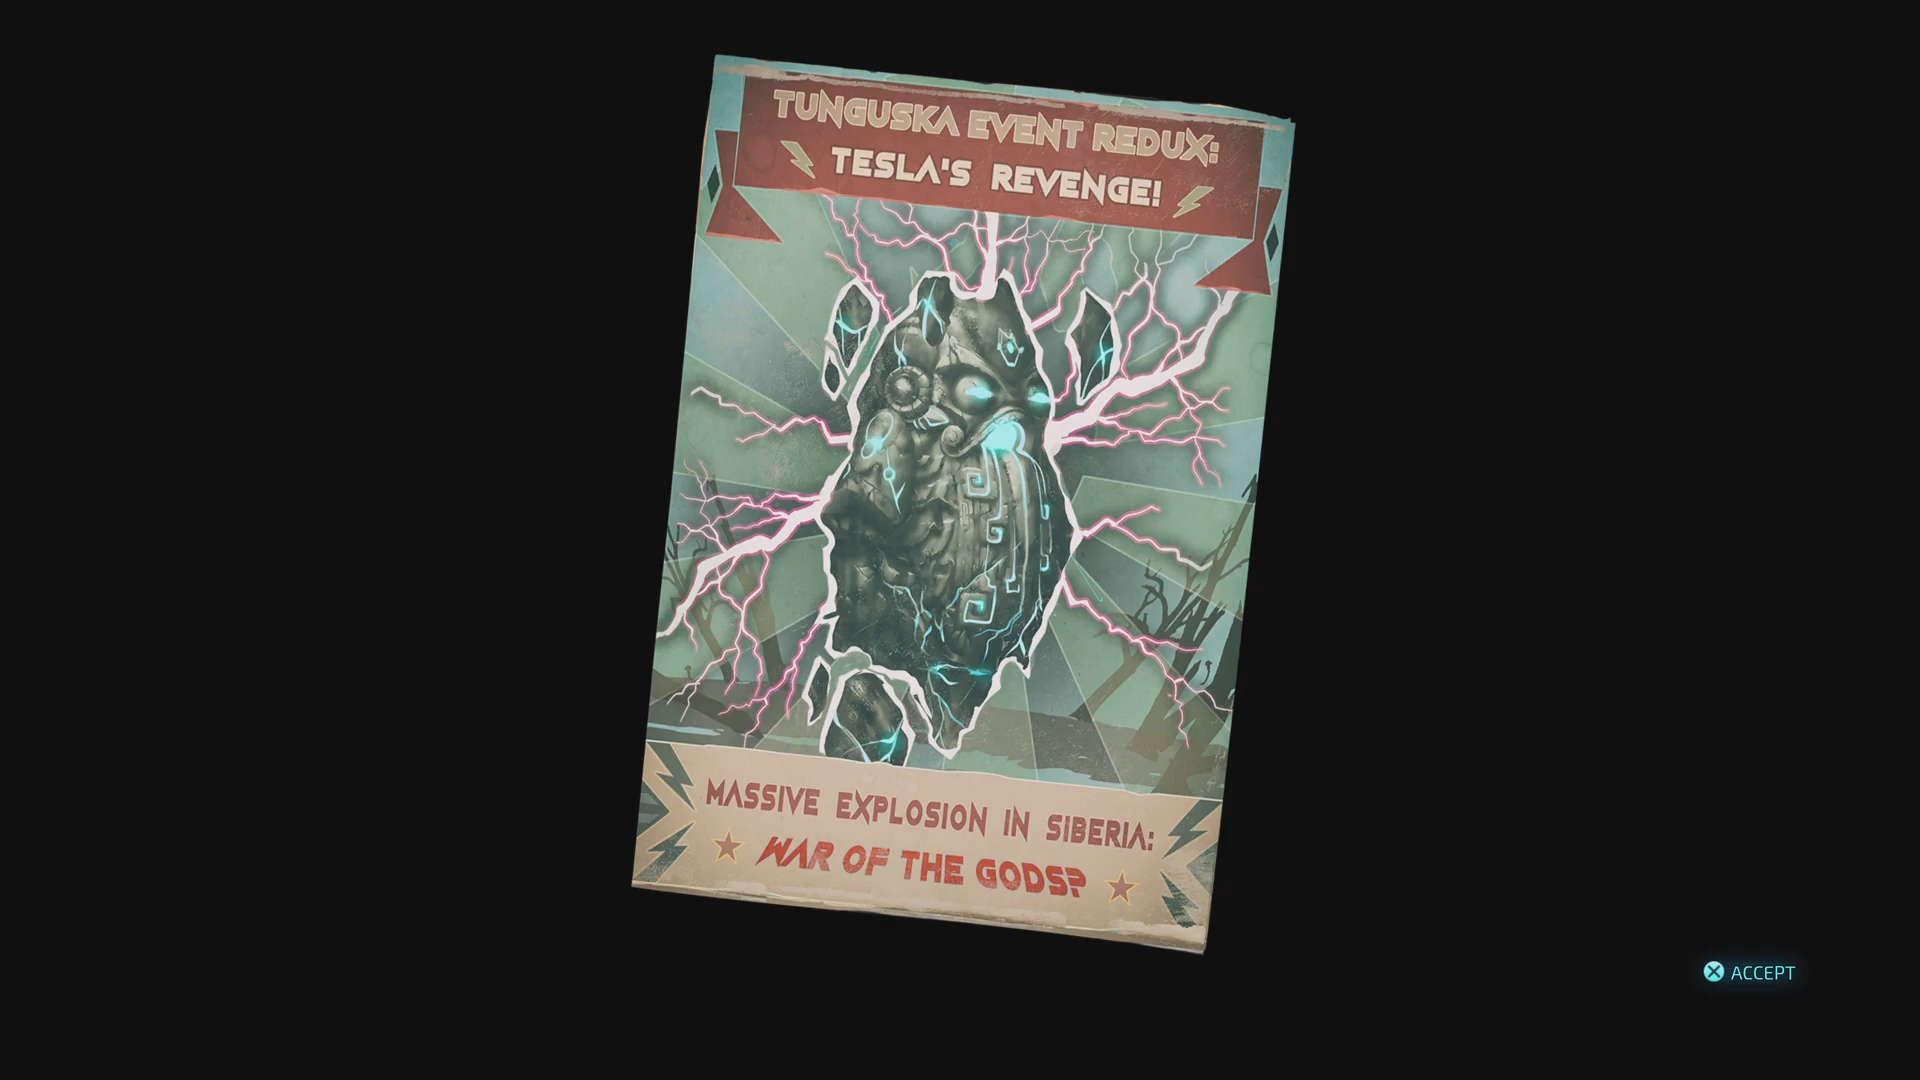 TUNGUSKA EVENT REDUX:
TESLA'S REVENGE!
MASSIVE EXPLOSION IN SIBERIA:
WAR OF THE GODS?
ACCEPT